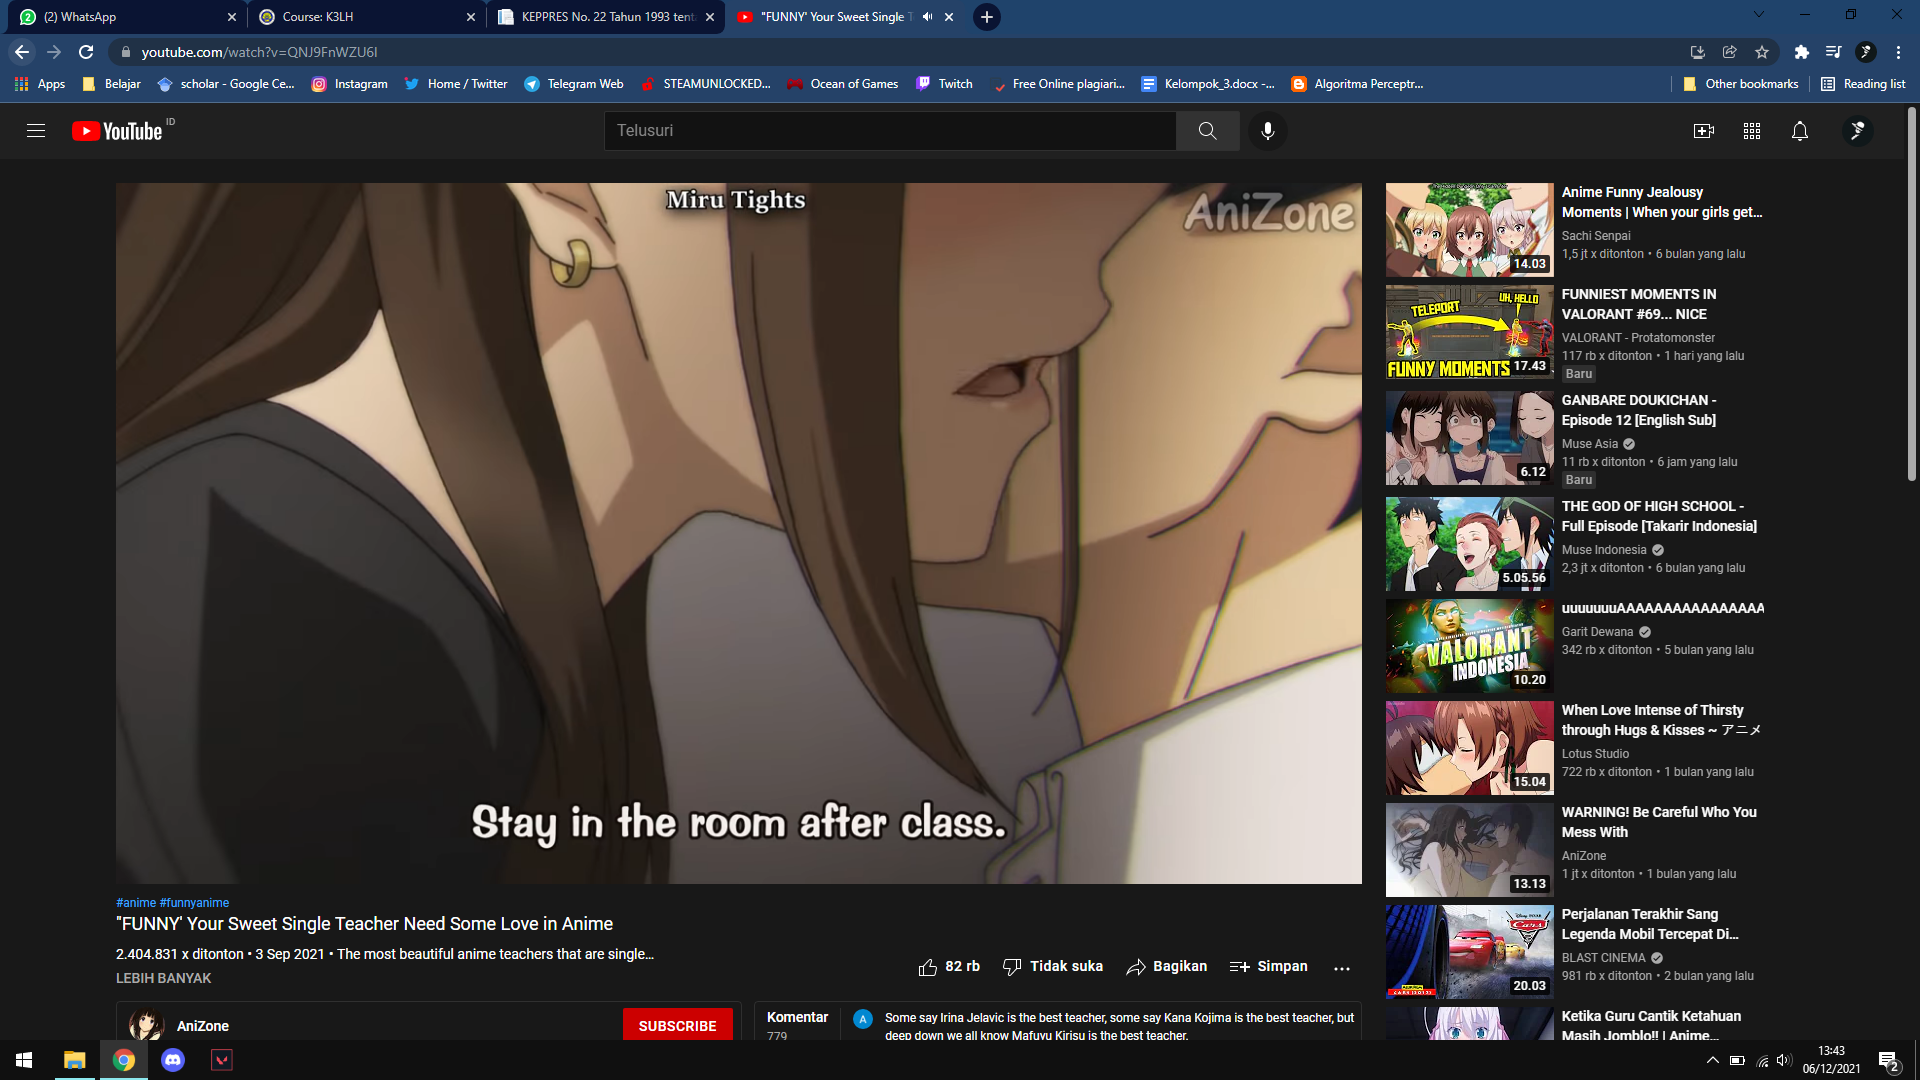 (2) WhatsApp
Course: K3LH
KEPPRES No. 22 Tahun 1993 tent
"FUNNY' Your Sweet Single T
youtube.com/watch?v=QNJ9FnWZU6I
Apps
Belajar
scholar - Google Ce...
Instagram
Home / Twitter
Telegram Web
STEAMUNLOCKED...
Ocean of Games
Twitch
Free Online plagiari...
Kelompok_3.docx -...
Algoritma Perceptr...
Other bookmarks
Reading list
YouTube ID
Telusuri
Miru Tights
AniZone
Stay in the room after class.
#anime #funnyanime
"FUNNY' Your Sweet Single Teacher Need Some Love in Anime
2.404.831 x ditonton • 3 Sep 2021 • The most beautiful anime teachers that are single...
LEBIH BANYAK
82 rb
Tidak suka
Bagikan
Simpan
AniZone
SUBSCRIBE
Komentar
779
A
Some say Irina Jelavic is the best teacher, some say Kana Kojima is the best teacher, but
deep down we all know Mafuyu Kirisu is the best teacher.
14.03
Anime Funny Jealousy
Moments | When your girls get...
Sachi Senpai
1,5 jt x ditonton • 6 bulan yang lalu
TELEPORT
UH, HELLO
FUNNY MOMENTS
17.43
FUNNIEST MOMENTS IN
VALORANT #69... NICE
VALORANT - Protatomonster
117 rb x ditonton • 1 hari yang lalu
Baru
6.12
GANBARE DOUKICHAN -
Episode 12 [English Sub]
Muse Asia
11 rb x ditonton • 6 jam yang lalu
Baru
5.05.56
THE GOD OF HIGH SCHOOL -
Full Episode [Takarir Indonesia]
Muse Indonesia
2,3 jt x ditonton • 6 bulan yang lalu
VALORANT
INDONESIA
10.20
uuuuuuuAAAAAAAAAAAAAAAA
Garit Dewana
342 rb x ditonton • 5 bulan yang lalu
15.04
When Love Intense of Thirsty
through Hugs & Kisses ~ アニメ
Lotus Studio
722 rb x ditonton • 1 bulan yang lalu
13.13
WARNING! Be Careful Who You
Mess With
AniZone
1 jt x ditonton • 1 bulan yang lalu
Cars 3
20.03
Perjalanan Terakhir Sang
Legenda Mobil Tercepat Di...
BLAST CINEMA
981 rb x ditonton • 2 bulan yang lalu
Ketika Guru Cantik Ketahuan
Masih Jomblo!! | Anime...
13:43
06/12/2021
2